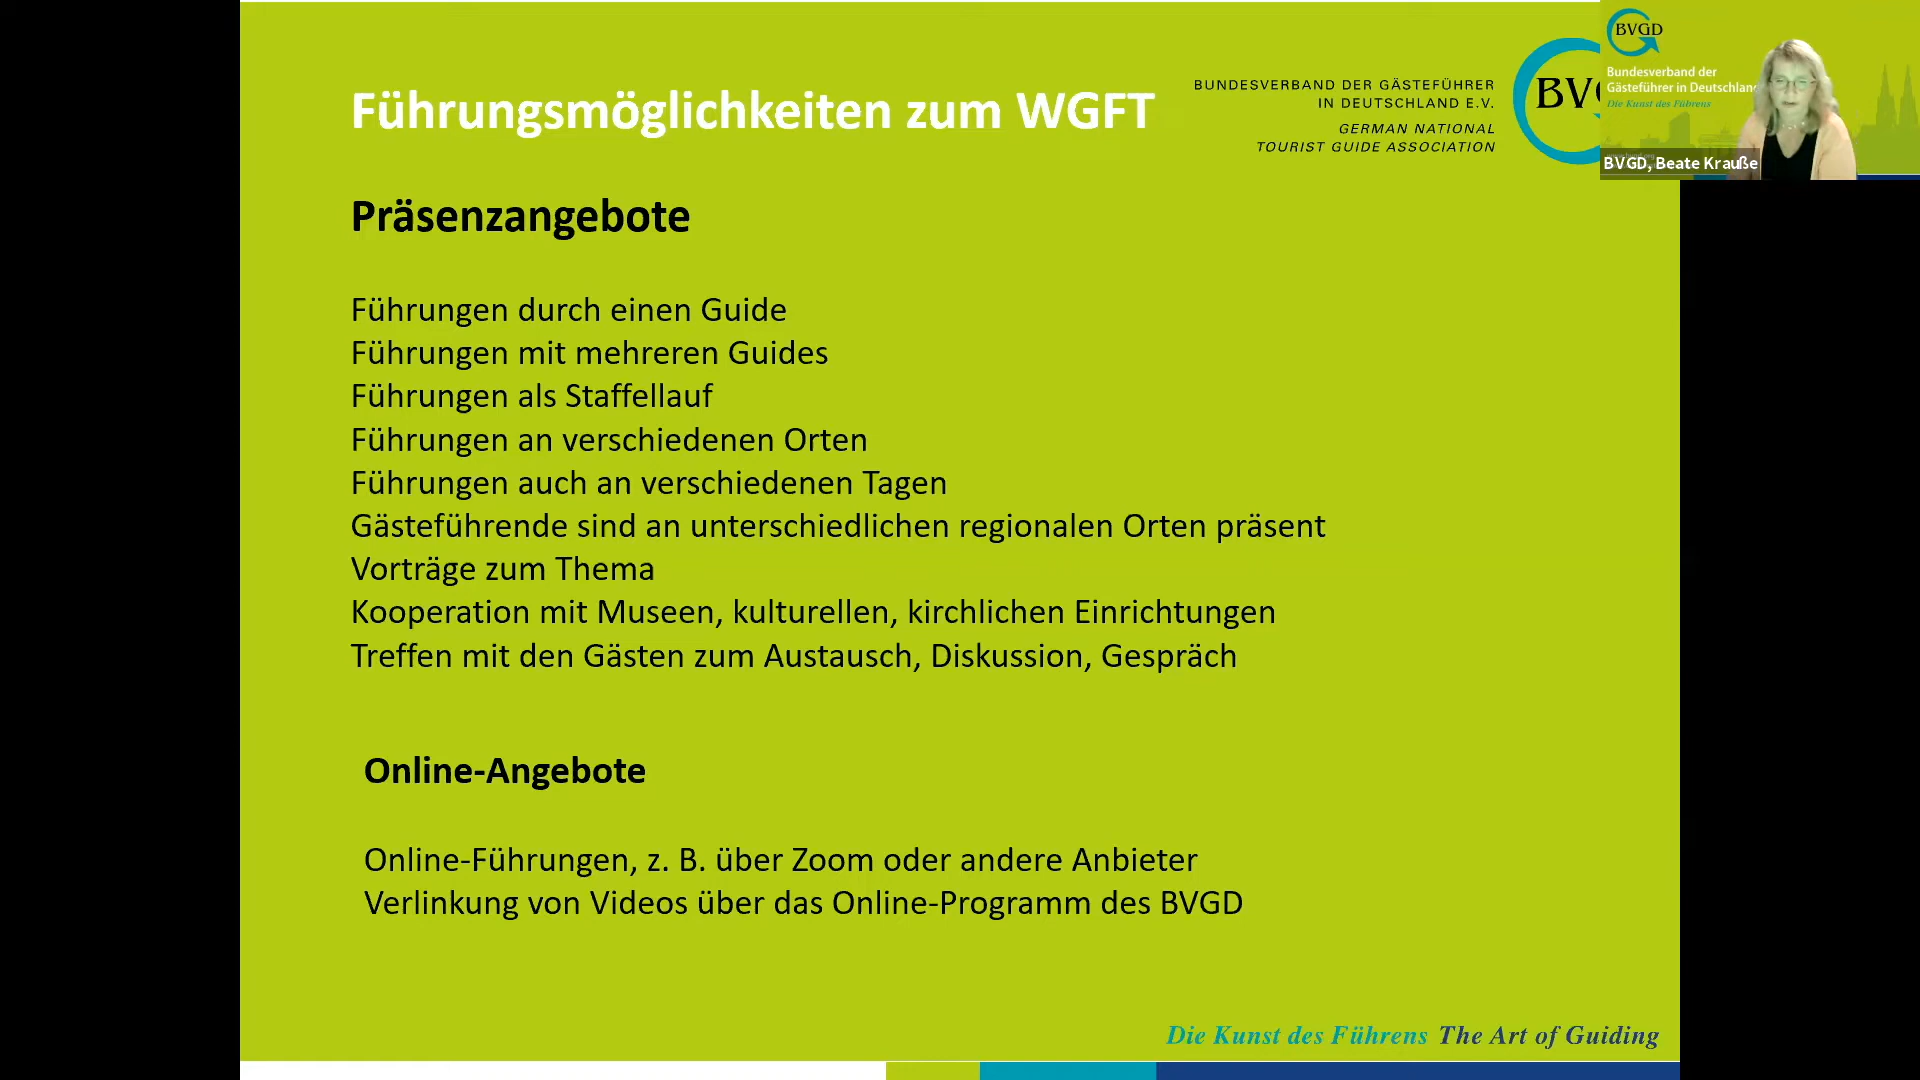 Führungsmöglichkeiten zum WGFT
BUNDESVERBAND DER GÄSTEFÜHRER
IN DEUTSCHLAND E.V.
GERMAN NATIONAL
TOURIST GUIDE ASSOCIATION
BVG
BVGD
Bundesverband der
Gästeführer in Deutschland
Die Kunst des Führens
BVGD, Beate Krauße
Präsenzangebote
Führungen durch einen Guide
Führungen mit mehreren Guides
Führungen als Staffellauf
Führungen an verschiedenen Orten
Führungen auch an verschiedenen Tagen
Gästeführende sind an unterschiedlichen regionalen Orten präsent
Vorträge zum Thema
Kooperation mit Museen, kulturellen, kirchlichen Einrichtungen
Treffen mit den Gästen zum Austausch, Diskussion, Gespräch
Online-Angebote
Online-Führungen, z. B. über Zoom oder andere Anbieter
Verlinkung von Videos über das Online-Programm des BVGD
Die Kunst des Führens The Art of Guiding